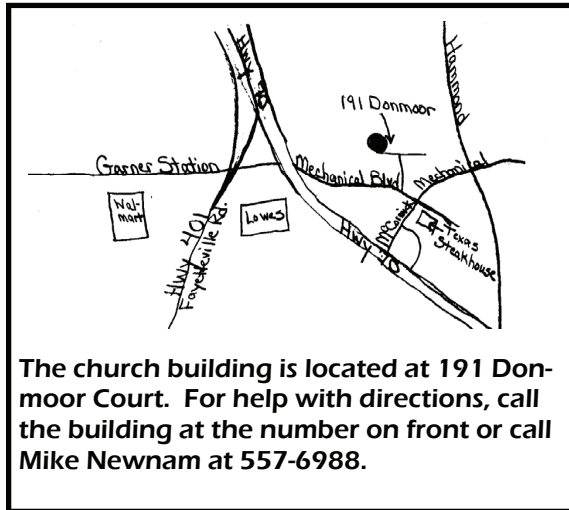 Hwy 50
Hammond
191 Donmoor
Garner Station
Mechanical Blvd
Mechanical
Wal-
mart
Lowes
Hwy 401
Fayetteville Rd.
Hwy 70
Texas
Steakhouse
The church building is located at 191 Don-
moor Court. For help with directions, call
the building at the number on front or call
Mike Newnam at 557-6988.